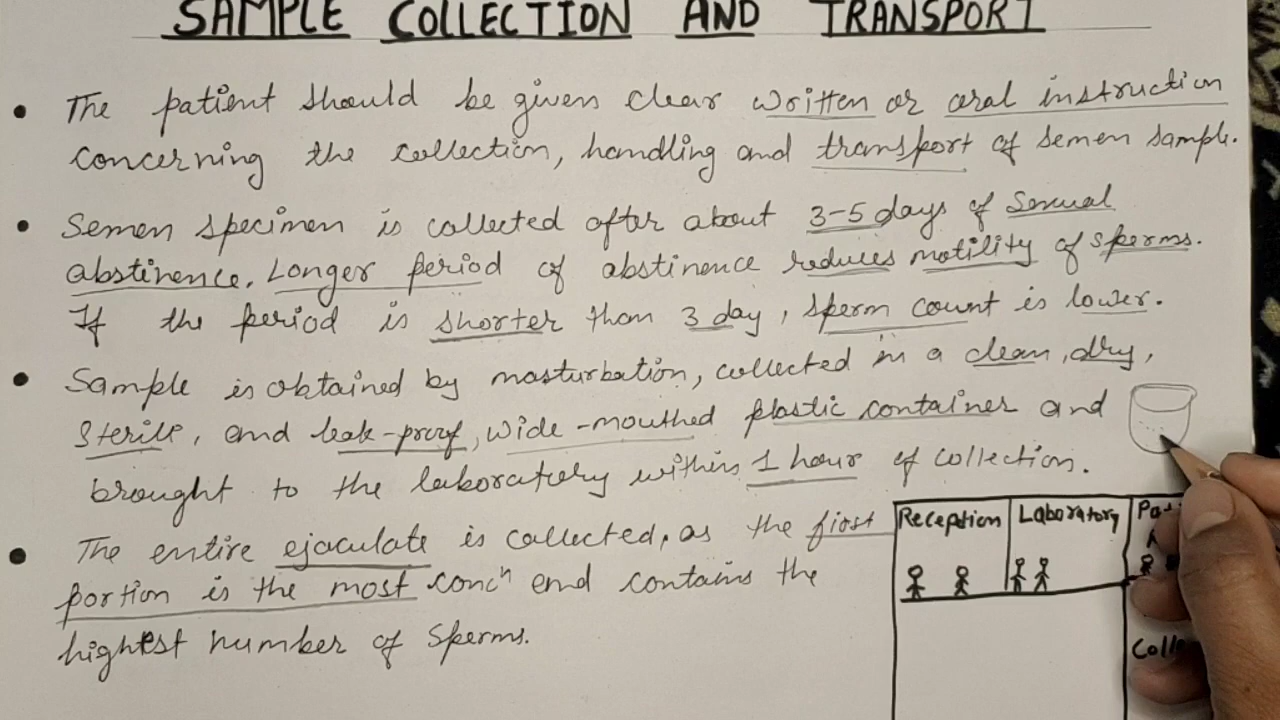 SAMPLE COLLECTION AND TRANSPORT
• The patient should be given clear written or oral instruction
concerning the collection, handling and transport of semen sample.
• Semen specimen is collected after about 3-5 days of Sexual
abstinence. Longer period of abstinence reduces motility of sperms.
If the period is shorter than 3 day, sperm count is lower.
• Sample is obtained by masturbation, collected in a clean, dry,
sterile, and leak-proof, wide-mouthed plastic container and
brought to the laboratory within 1 hour of collection.
• The entire ejaculate is collected, as the first
portion is the most concⁿ and contains the
highest number of sperms.
Reception Laboratory